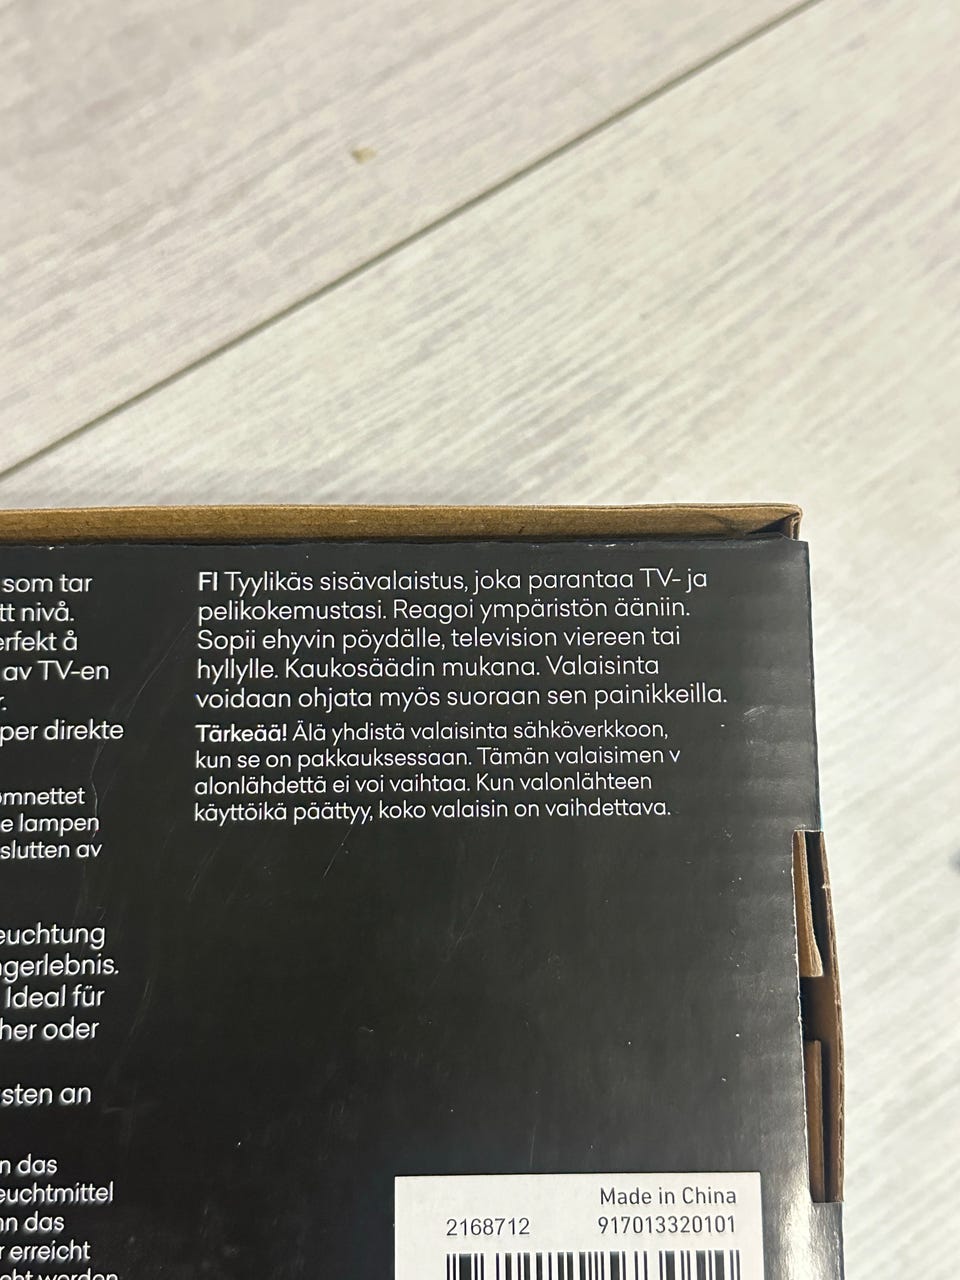 som tar
tt nivå.
erfekt å
av TV-en
r.
per direkte
ømnettet
e lampen
slutten av
euchtung
gerlebnis.
Ideal für
her oder
sten an
n das
euchtmittel
nn das
r erreicht
FI Tyylikäs sisävalaistus, joka parantaa TV- ja
pelikokemustasi. Reagoi ympäristön ääniin.
Sopii ehyvin pöydälle, television viereen tai
hyllylle. Kaukosäädin mukana. Valaisinta
voidaan ohjata myös suoraan sen painikkeilla.
Tärkeää! Älä yhdistä valaisinta sähköverkkoon,
kun se on pakkauksessaan. Tämän valaisimen v
alonlähdettä ei voi vaihtaa. Kun valonlähteen
käyttöikä päättyy, koko valaisin on vaihdettava.
Made in China
2168712 917013320101